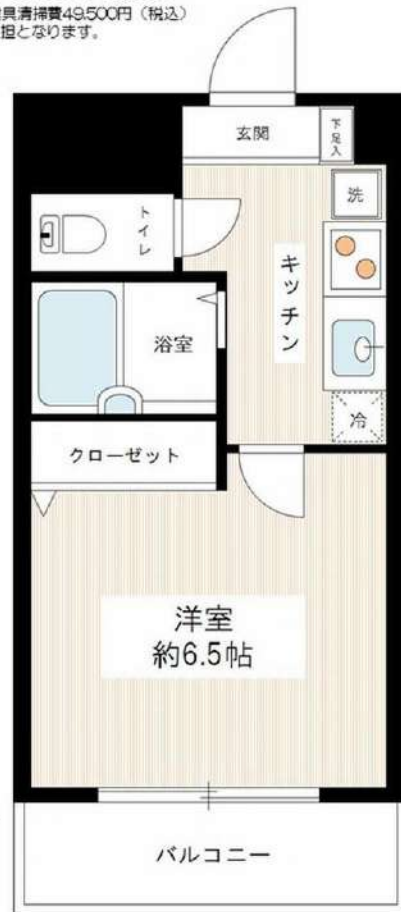 具清掃費49,500円（税込）
担となります。
玄関
下足入
洗
トイレ
キッチン
浴室
冷
クローゼット
洋室
約6.5帖
バルコニー